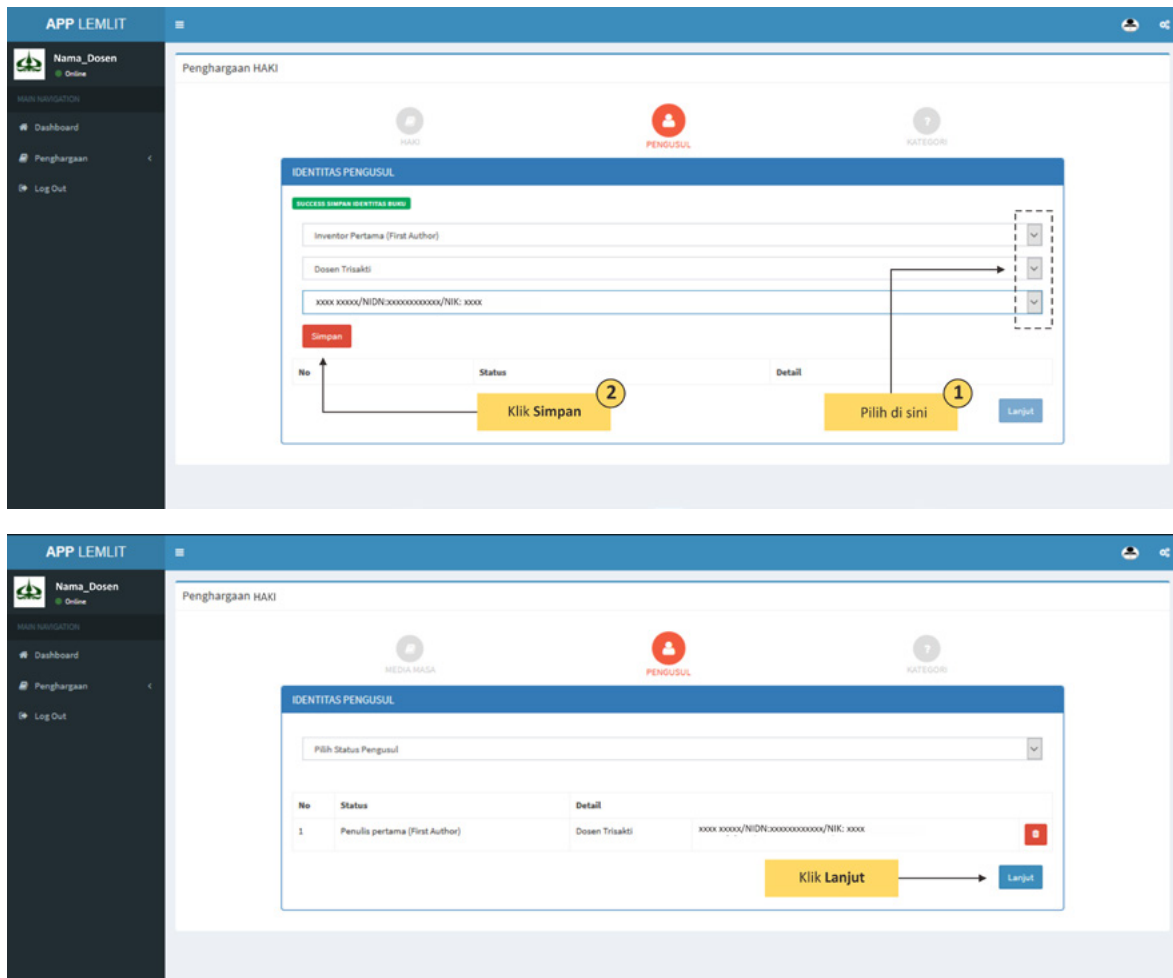 APP LEMLIT
Nama_Dosen
Online
MAIN NAVIGATION
Dashboard
Penghargaan
Log Out
Penghargaan HAKI
HAKI
PENGUSUL
KATEGORI
IDENTITAS PENGUSUL
SUCCESS SIMPAN IDENTITAS BUKU
Inventor Pertama (First Author)
Dosen Trisakti
xxxx xxxxx/NIDN:xxxxxxxxxxxx/NIK: xxxx
Simpan
No Status Detail
2
Klik Simpan
1
Pilih di sini
Lanjut
APP LEMLIT
Nama_Dosen
Online
MAIN NAVIGATION
Dashboard
Penghargaan
Log Out
Penghargaan HAKI
MEDIA MASA
PENGUSUL
KATEGORI
IDENTITAS PENGUSUL
Pilih Status Pengusul
No Status Detail
1 Penulis pertama (First Author) Dosen Trisakti xxxx xxxxx/NIDN:xxxxxxxxxxxx/NIK: xxxx
Klik Lanjut
Lanjut